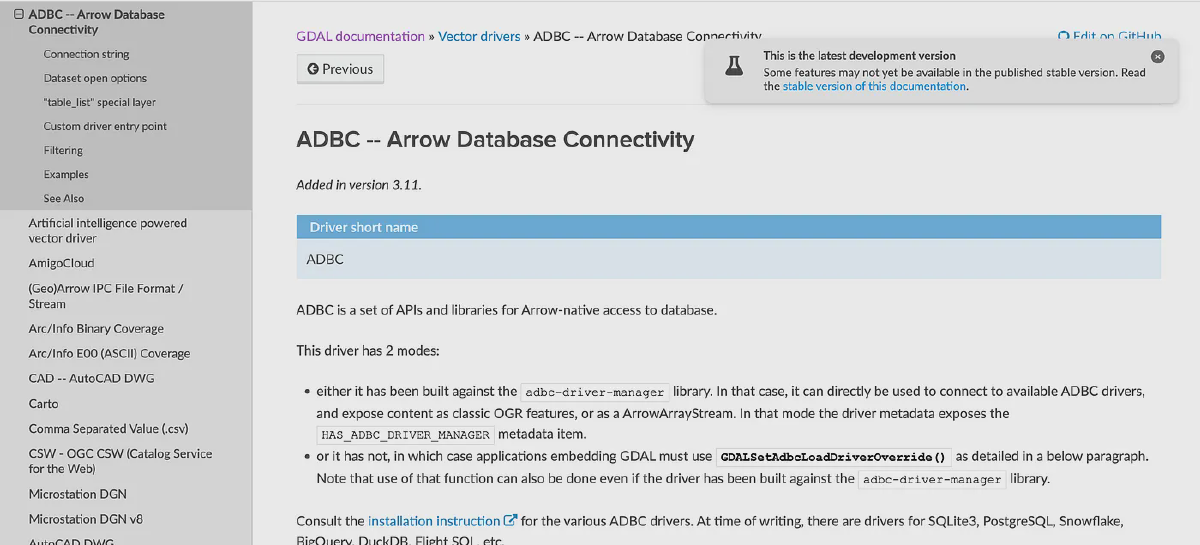 ADBC -- Arrow Database
Connectivity
Connection string
Dataset open options
"table_list" special layer
Custom driver entry point
Filtering
Examples
See Also
Artificial intelligence powered
vector driver
AmigoCloud
(Geo)Arrow IPC File Format /
Stream
Arc/Info Binary Coverage
Arc/Info E00 (ASCII) Coverage
CAD -- AutoCAD DWG
Carto
Comma Separated Value (.csv)
CSW - OGC CSW (Catalog Service
for the Web)
Microstation DGN
Microstation DGN v8
AutoCAD DWG
GDAL documentation » Vector drivers » ADBC -- Arrow Database Connectivity
Edit on GitHub
Previous
This is the latest development version
Some features may not yet be available in the published stable version. Read
the stable version of this documentation.
ADBC -- Arrow Database Connectivity
Added in version 3.11.
Driver short name
ADBC
ADBC is a set of APIs and libraries for Arrow-native access to database.
This driver has 2 modes:
• either it has been built against the adbc-driver-manager library. In that case, it can directly be used to connect to available ADBC drivers,
and expose content as classic OGR features, or as a ArrowArrayStream. In that mode the driver metadata exposes the
HAS_ADBC_DRIVER_MANAGER metadata item.
• or it has not, in which case applications embedding GDAL must use GDALSetAdbcLoadDriverOverride() as detailed in a below paragraph.
Note that use of that function can also be done even if the driver has been built against the adbc-driver-manager library.
Consult the installation instruction for the various ADBC drivers. At time of writing, there are drivers for SQLite3, PostgreSQL, Snowflake,
BigQuery, DuckDB, Flight SQL, etc.